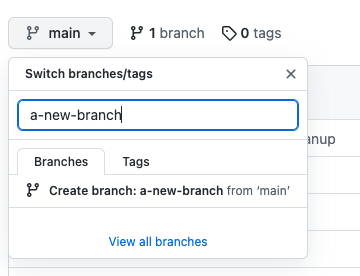 main 1 branch 0 tags
Switch branches/tags
a-new-branch
Branches Tags
Create branch: a-new-branch from ‘main’
View all branches